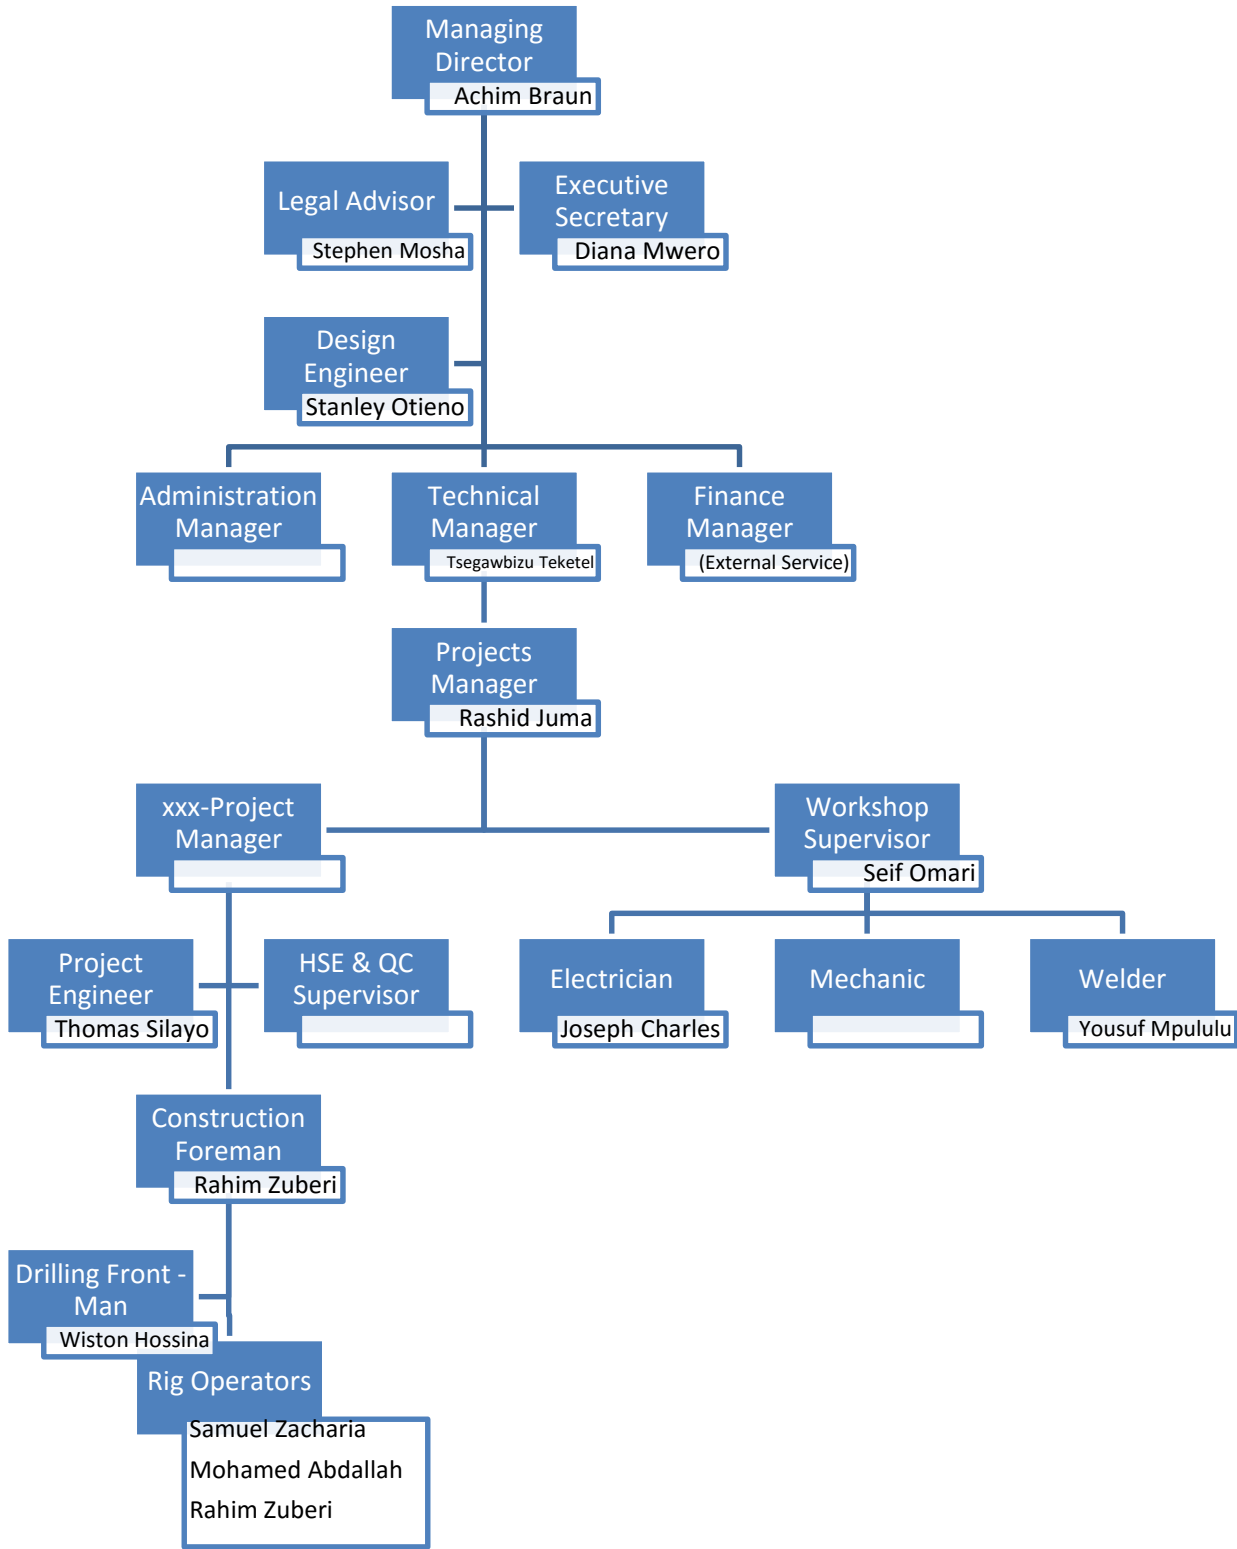 Managing
Director
Achim Braun
Legal Advisor
Stephen Mosha
Executive
Secretary
Diana Mwero
Design
Engineer
Stanley Otieno
Administration
Manager
Technical
Manager
Tsegawbizu Teketel
Finance
Manager
(External Service)
Projects
Manager
Rashid Juma
xxx-Project
Manager
Workshop
Supervisor
Seif Omari
Project
Engineer
Thomas Silayo
HSE & QC
Supervisor
Electrician
Joseph Charles
Mechanic
Welder
Yousuf Mpululu
Construction
Foreman
Rahim Zuberi
Drilling Front -
Man
Wiston Hossina
Rig Operators
Samuel Zacharia
Mohamed Abdallah
Rahim Zuberi